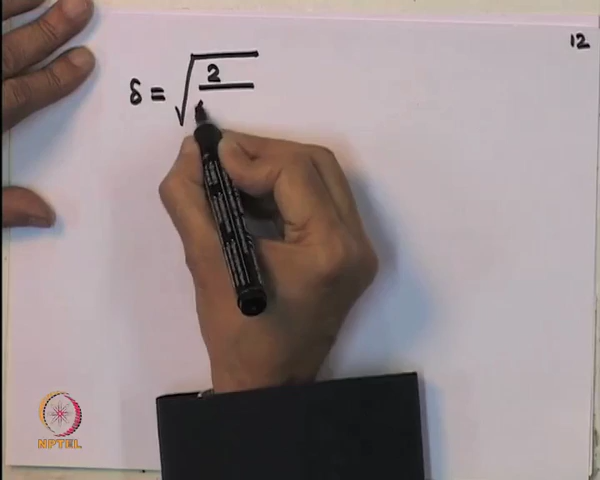 12
δ = √2
NPTEL